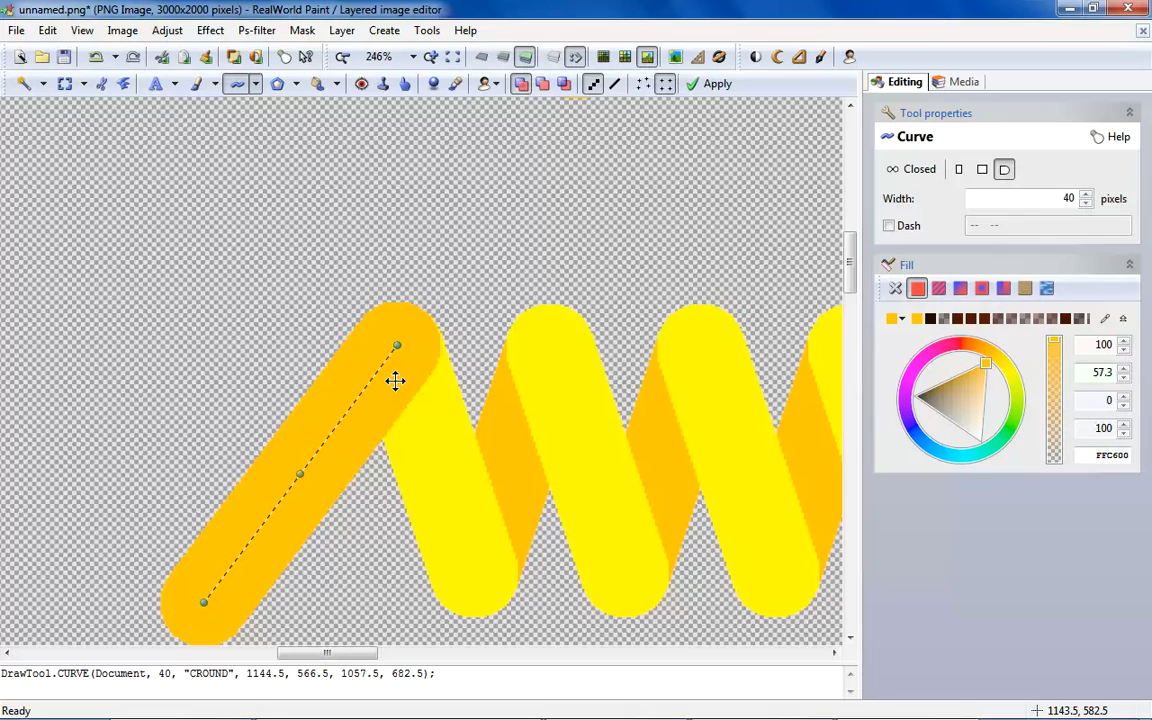 unnamed.png* (PNG Image, 3000x2000 pixels) - RealWorld Paint / Layered image editor
File Edit View Image Adjust Effect Ps-filter Mask Create Layer Tools Help
246%
Apply
Editing Media
Tool properties
Curve Help
Closed
Width: 40 pixels
Dash -- --
Fill
100
57.3
0
100
FFC600
DrawTool.CURVE(Document, 40, "CROUND", 1144.5, 566.5, 1057.5, 682.5);
Ready 1143.5, 582.5